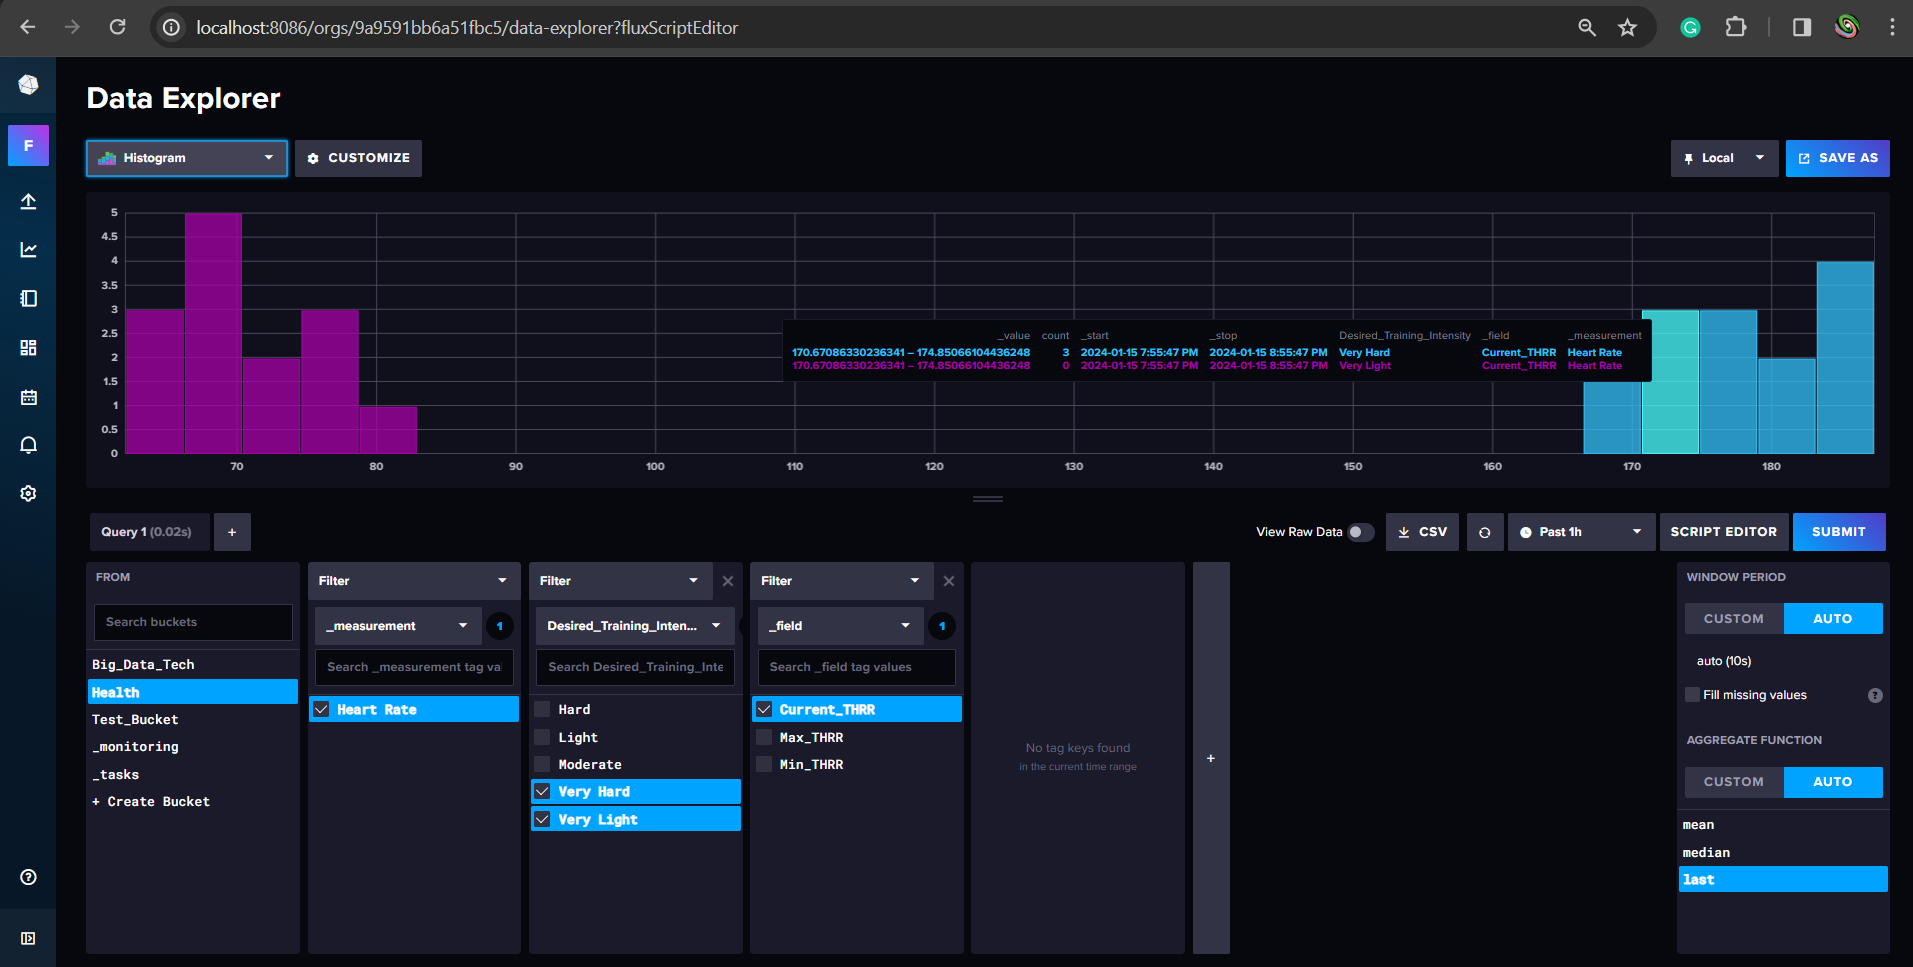 localhost:8086/orgs/9a9591bb6a51fbc5/data-explorer?fluxScriptEditor
Data Explorer
F
Histogram CUSTOMIZE Local SAVE AS
5
4.5
4
3.5
3
2.5
2
1.5
1
0.5
0
_value count _start _stop Desired_Training_Intensity _field _measurement
170.67086330236341 – 174.85066104436248 3 2024-01-15 7:55:47 PM 2024-01-15 8:55:47 PM Very Hard Current_THRR Heart Rate
170.67086330236341 – 174.85066104436248 0 2024-01-15 7:55:47 PM 2024-01-15 8:55:47 PM Very Light Current_THRR Heart Rate
70 80 90 100 110 120 130 140 150 160 170 180
Query 1 (0.02s) + View Raw Data CSV Past 1h SCRIPT EDITOR SUBMIT
FROM
Search buckets
Big_Data_Tech
Health
Test_Bucket
_monitoring
_tasks
+ Create Bucket
Filter
_measurement 1
Search _measurement tag va
Heart Rate
Filter
Desired_Training_Inten...
Search Desired_Training_Inte
Hard
Light
Moderate
Very Hard
Very Light
Filter
_field 1
Search _field tag values
Current_THRR
Max_THRR
Min_THRR
No tag keys found
in the current time range
+
WINDOW PERIOD
CUSTOM AUTO
auto (10s)
Fill missing values ?
AGGREGATE FUNCTION
CUSTOM AUTO
mean
median
last